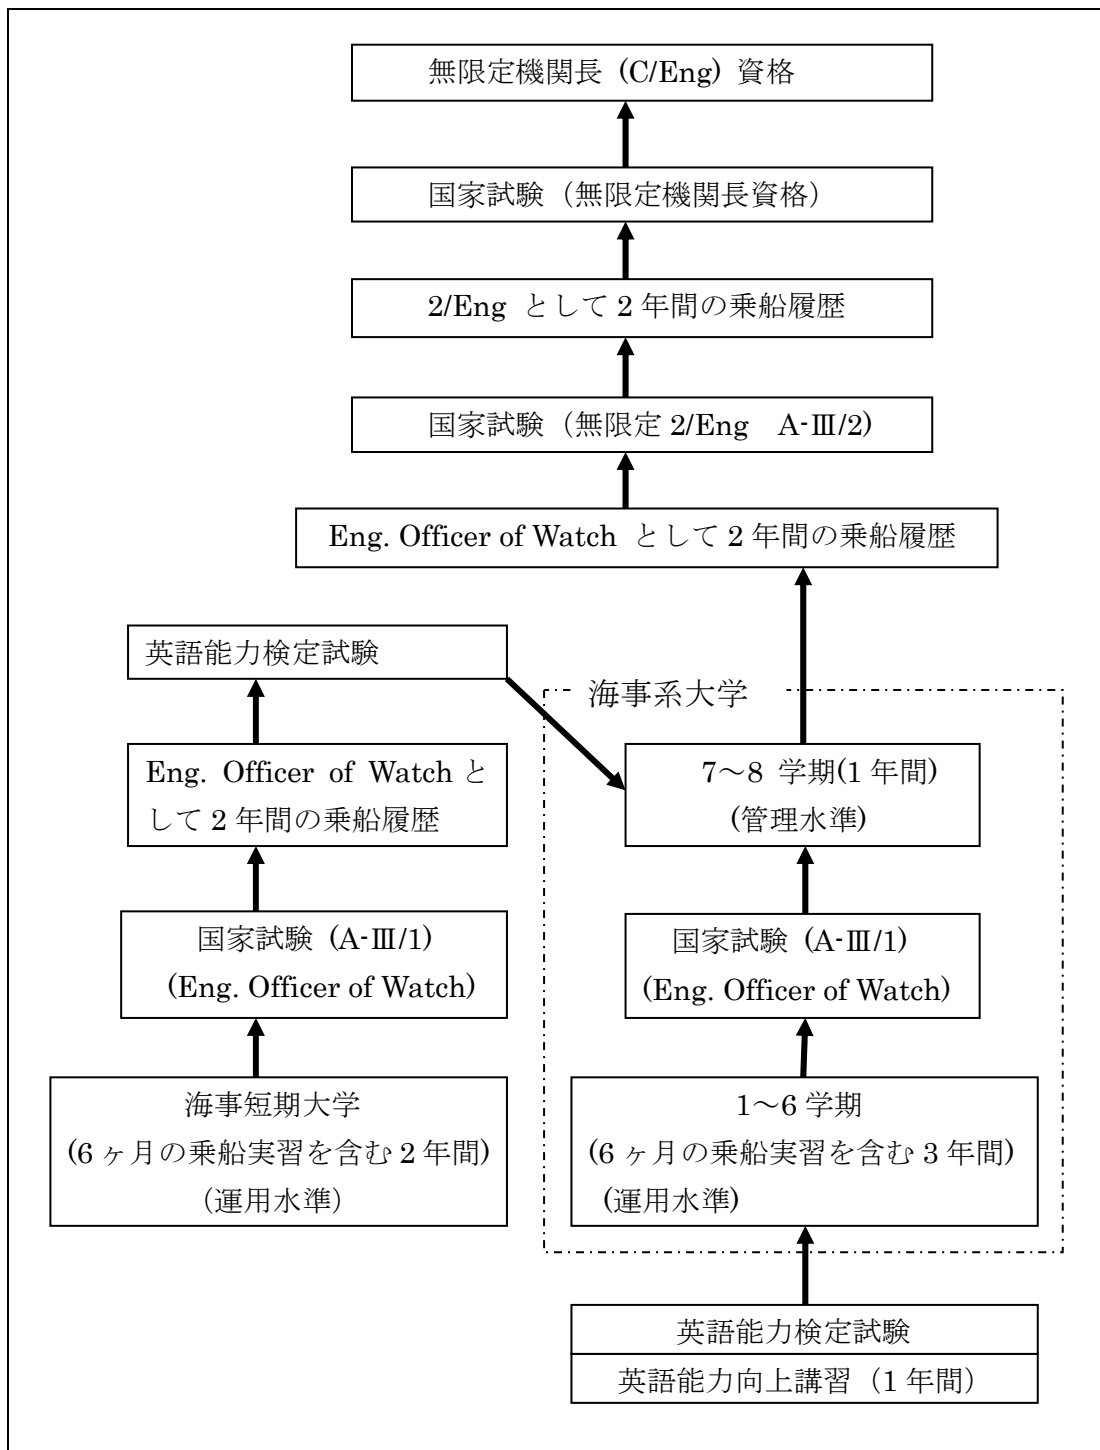 無限定機関長 (C/Eng) 資格
国家試験（無限定機関長資格）
2/Eng として 2 年間の乗船履歴
国家試験（無限定 2/Eng　A-Ⅲ/2)
Eng. Officer of Watch として 2 年間の乗船履歴
英語能力検定試験
海事系大学
Eng. Officer of Watch と
して 2 年間の乗船履歴
7～8 学期(1 年間)
(管理水準)
国家試験 (A-Ⅲ/1)
(Eng. Officer of Watch)
国家試験 (A-Ⅲ/1)
(Eng. Officer of Watch)
海事短期大学
(6 ヶ月の乗船実習を含む 2 年間)
（運用水準）
1～6 学期
(6 ヶ月の乗船実習を含む 3 年間)
(運用水準)
英語能力検定試験
英語能力向上講習（1 年間）